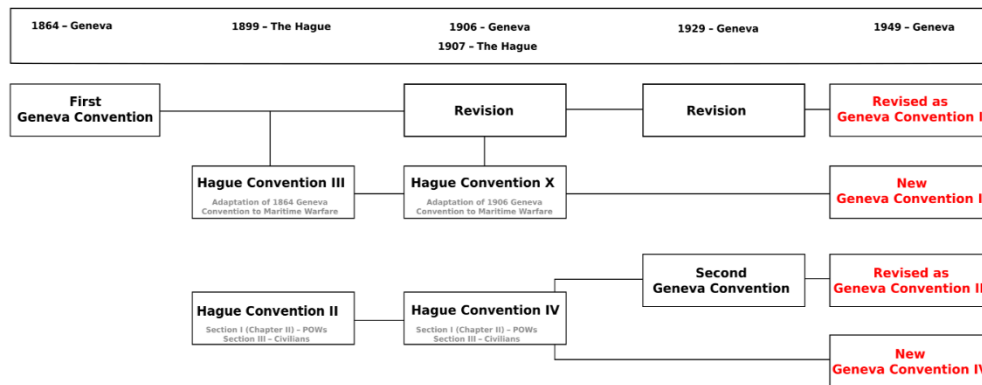 1864 – Geneva
1899 – The Hague
1906 – Geneva
1907 – The Hague
1929 – Geneva
1949 – Geneva
First
Geneva Convention
Revision
Revision
Revised as
Geneva Convention I
Hague Convention III
Adaptation of 1864 Geneva
Convention to Maritime Warfare
Hague Convention X
Adaptation of 1906 Geneva
Convention to Maritime Warfare
New
Geneva Convention
Second
Geneva Convention
Revised as
Geneva Convention
Hague Convention II
Section I (Chapter II) – POWs
Section III – Civilians
Hague Convention IV
Section I (Chapter II) – POWs
Section III – Civilians
New
Geneva Convention IV